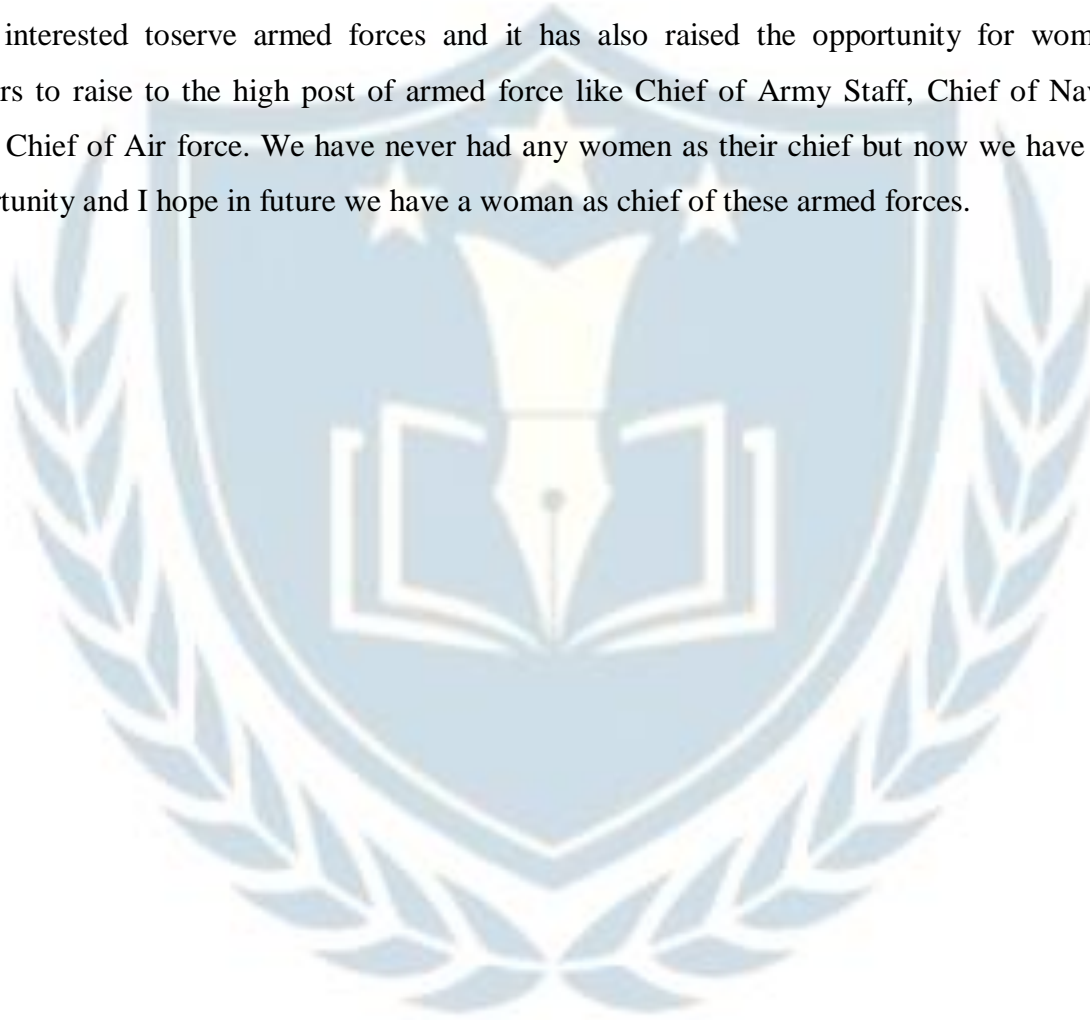 interested toserve armed forces and it has also raised the opportunity for wom
rs to raise to the high post of armed force like Chief of Army Staff, Chief of Nav
Chief of Air force. We have never had any women as their chief but now we have
tunity and I hope in future we have a woman as chief of these armed forces.